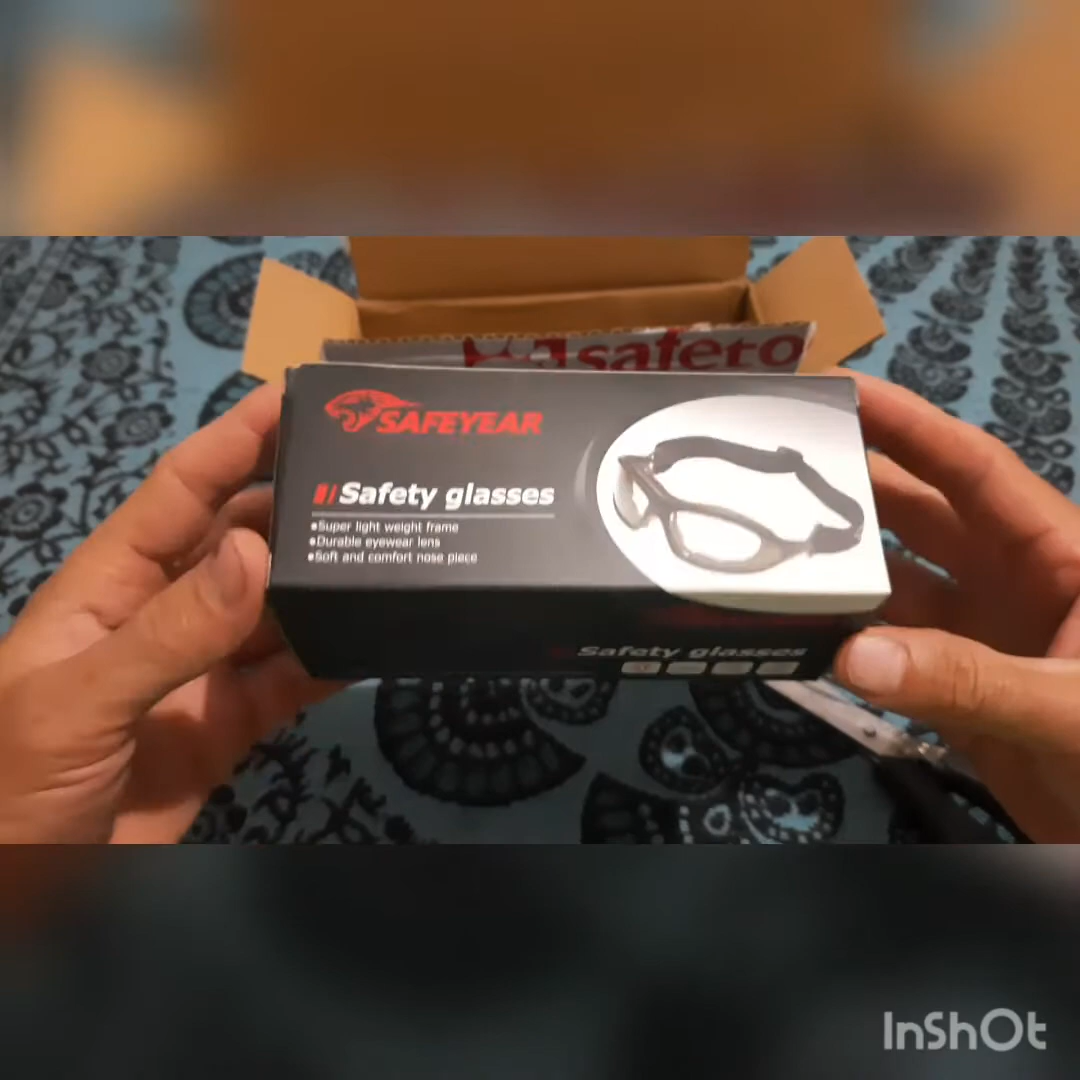 safeto
SAFEYEAR
Safety glasses
•Super light weight frame
•Durable eyewear lens
•Soft and comfort nose piece
Safety glasses
InShOt